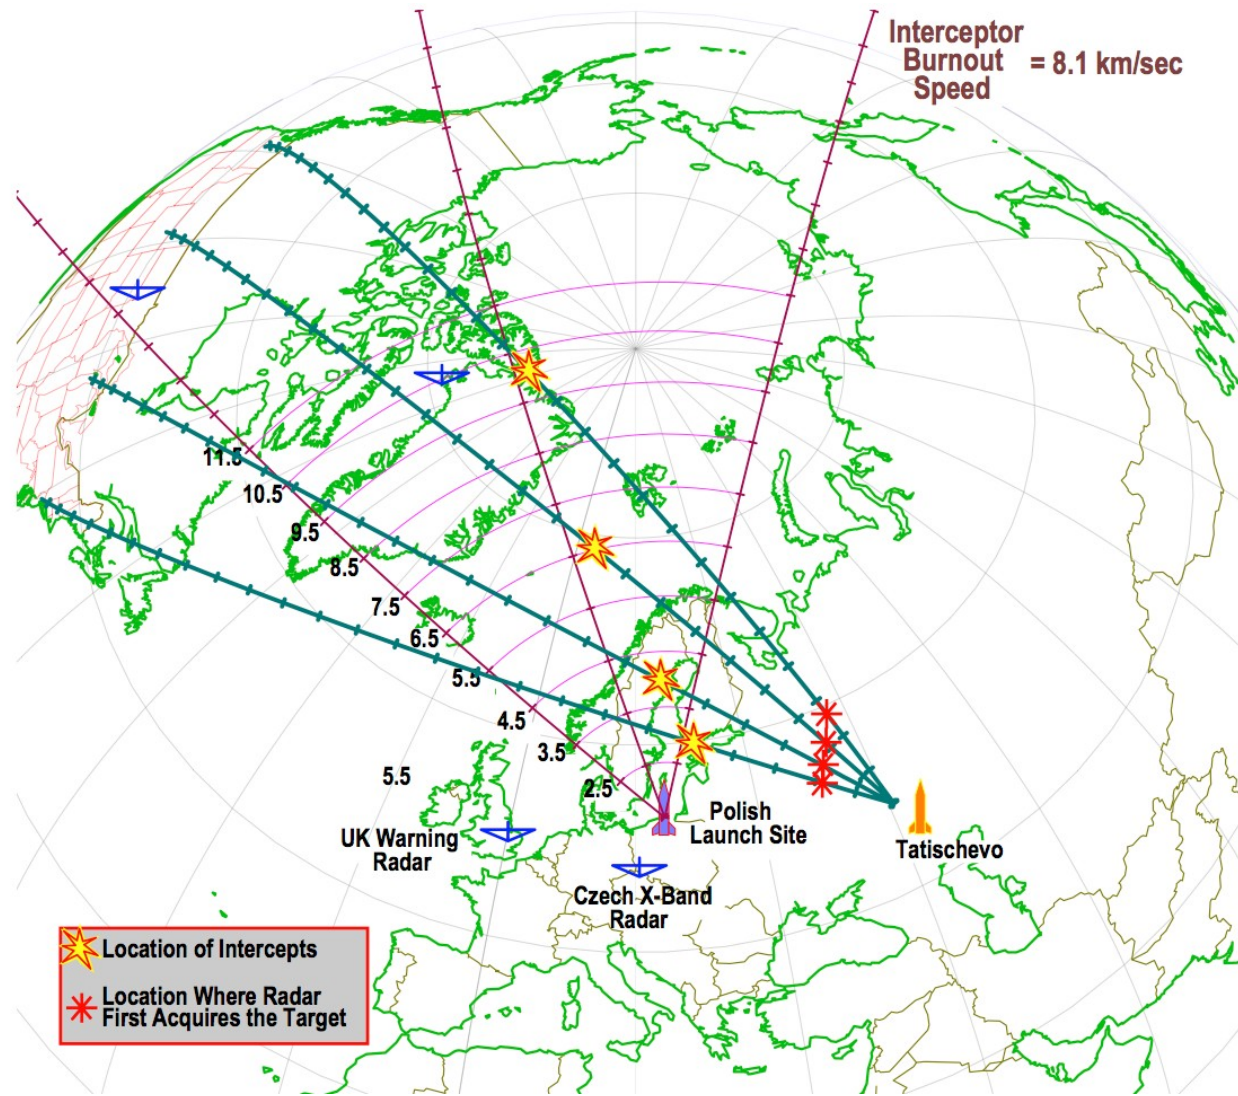 Interceptor
Burnout = 8.1 km/sec
Speed
11.5
10.5
9.5
8.5
7.5
6.5
5.5
4.5
3.5
2.5
5.5
UK Warning
Radar
Polish
Launch Site
Tatischevo
Czech X-Band
Radar
Location of Intercepts
Location Where Radar
First Acquires the Target